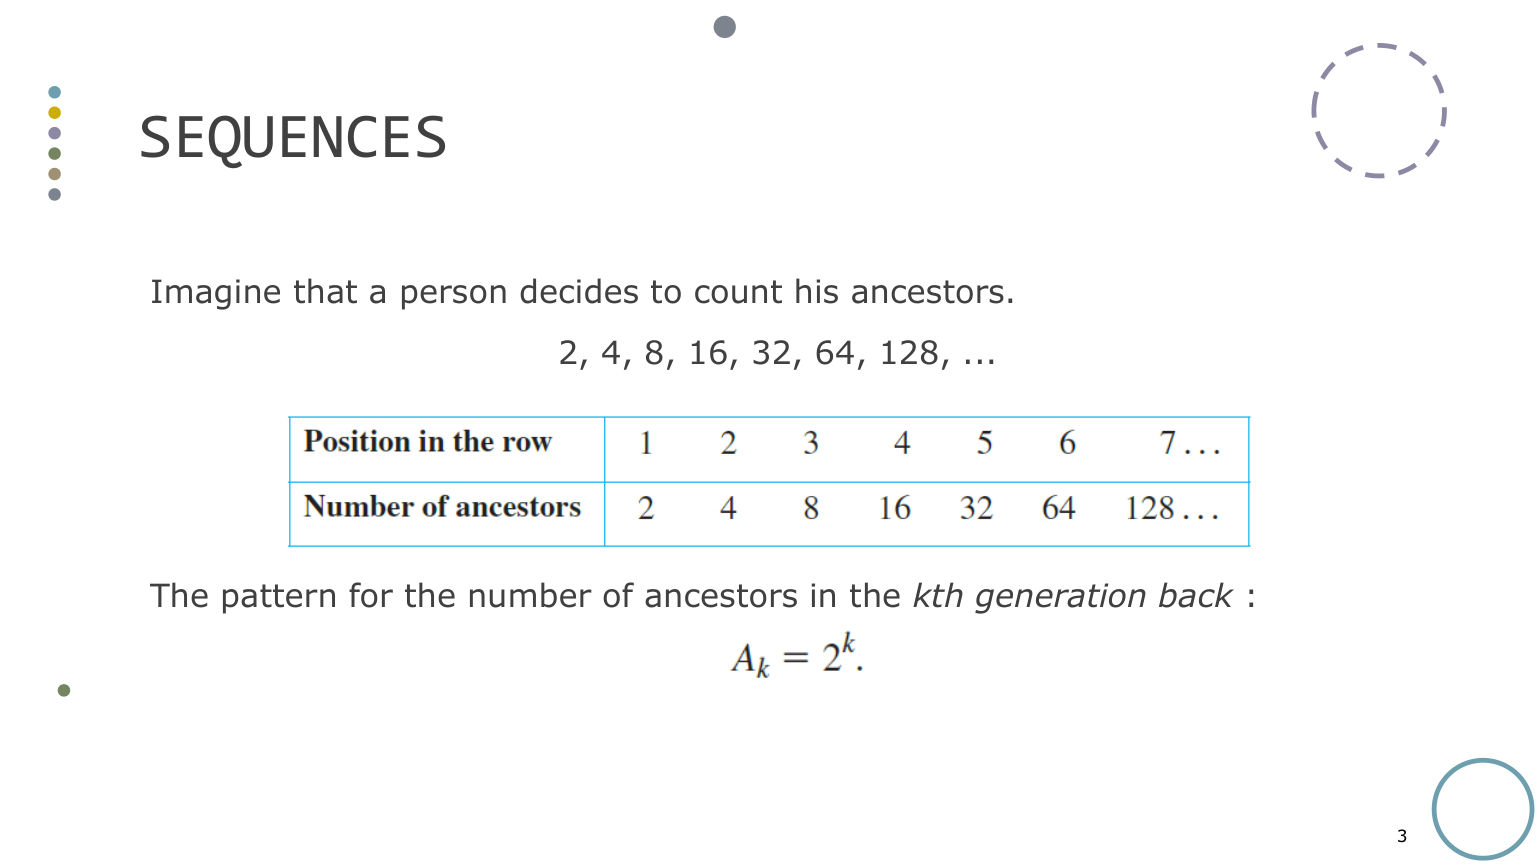 SEQUENCES
Imagine that a person decides to count his ancestors.
2, 4, 8, 16, 32, 64, 128, ...
Position in the row 1 2 3 4 5 6 7...
Number of ancestors 2 4 8 16 32 64 128...
The pattern for the number of ancestors in the kth generation back :
Aₖ = 2ᵏ.
3